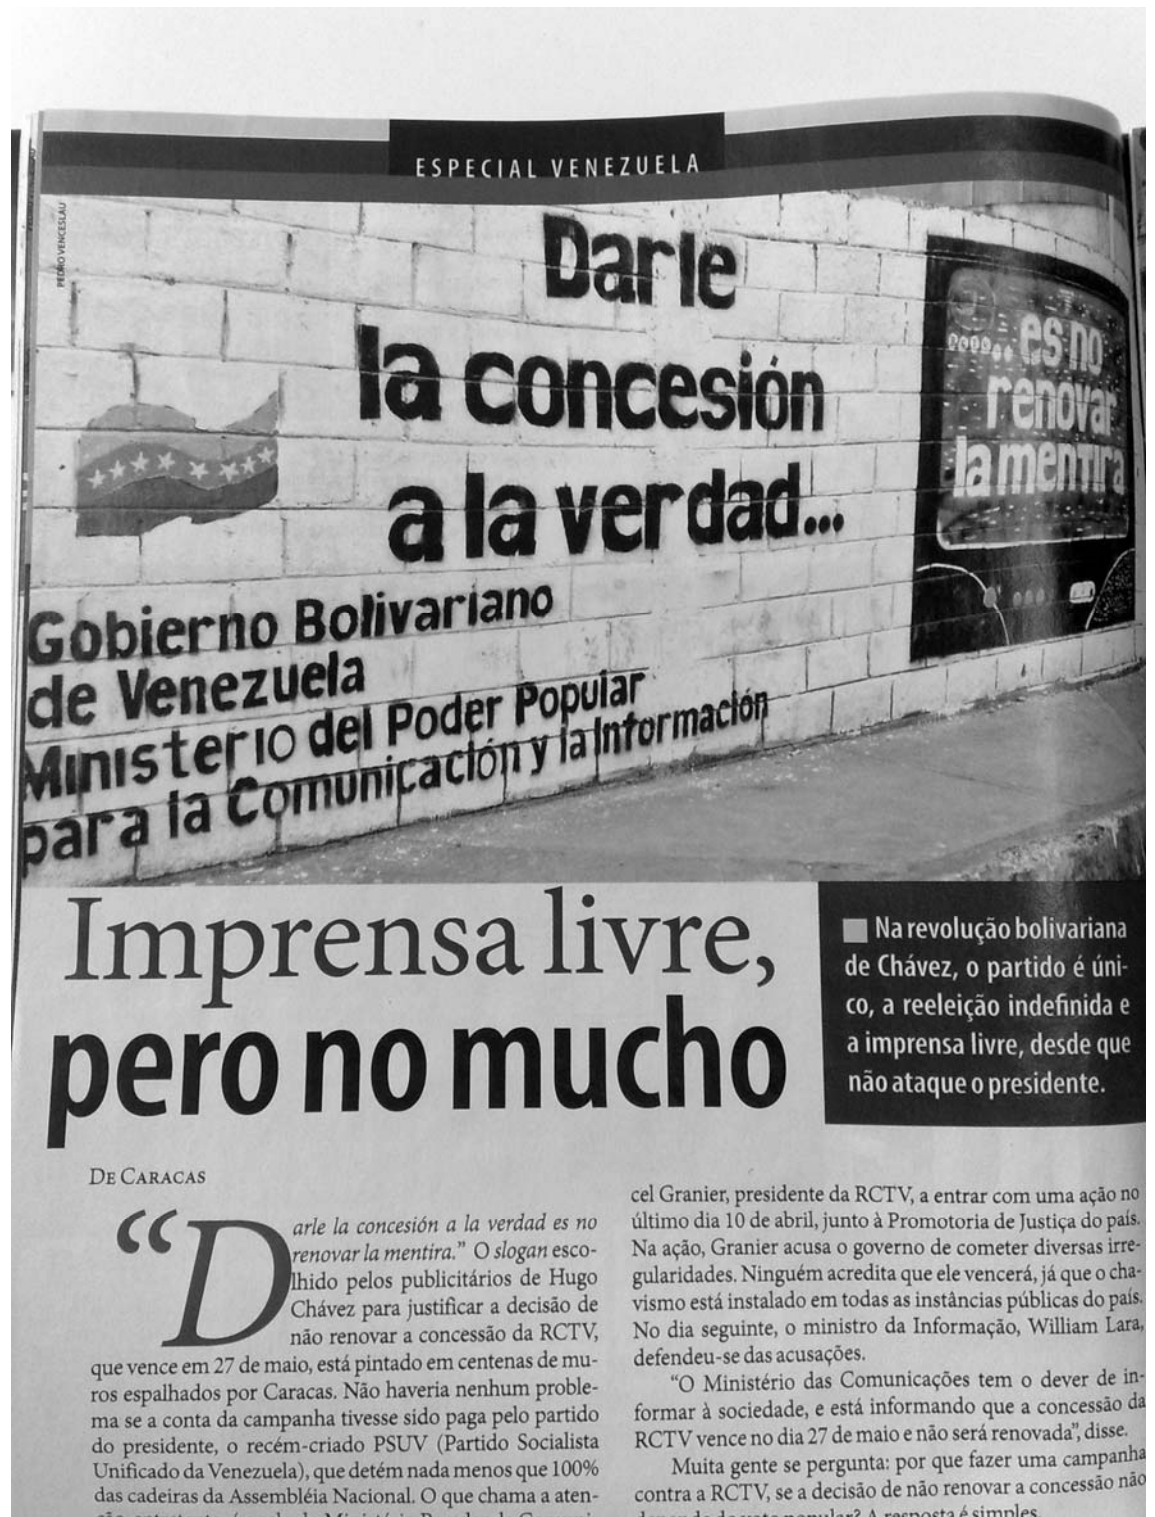 ESPECIAL VENEZUELA
PEDRO VENCESLAU
Darle
la concesión
a la verdad...
es no
renovar
la mentira
Gobierno Bolivariano
de Venezuela
Ministerio del Poder Popular
para la Comunicación y la Información
Imprensa livre,
pero no mucho
Na revolução bolivariana
de Chávez, o partido é úni-
co, a reeleição indefinida e
a imprensa livre, desde que
não ataque o presidente.
DE CARACAS
“Darle la concesión a la verdad es no
renovar la mentira.” O slogan esco-
lhido pelos publicitários de Hugo
Chávez para justificar a decisão de
não renovar a concessão da RCTV,
que vence em 27 de maio, está pintado em centenas de mu-
ros espalhados por Caracas. Não haveria nenhum proble-
ma se a conta da campanha tivesse sido paga pelo partido
do presidente, o recém-criado PSUV (Partido Socialista
Unificado da Venezuela), que detém nada menos que 100%
das cadeiras da Assembléia Nacional. O que chama a aten-
cel Granier, presidente da RCTV, a entrar com uma ação no
último dia 10 de abril, junto à Promotoria de Justiça do país.
Na ação, Granier acusa o governo de cometer diversas irre-
gularidades. Ninguém acredita que ele vencerá, já que o cha-
vismo está instalado em todas as instâncias públicas do país.
No dia seguinte, o ministro da Informação, William Lara,
defendeu-se das acusações.
“O Ministério das Comunicações tem o dever de in-
formar à sociedade, e está informando que a concessão da
RCTV vence no dia 27 de maio e não será renovada”, disse.
Muita gente se pergunta: por que fazer uma campanha
contra a RCTV, se a decisão de não renovar a concessão não